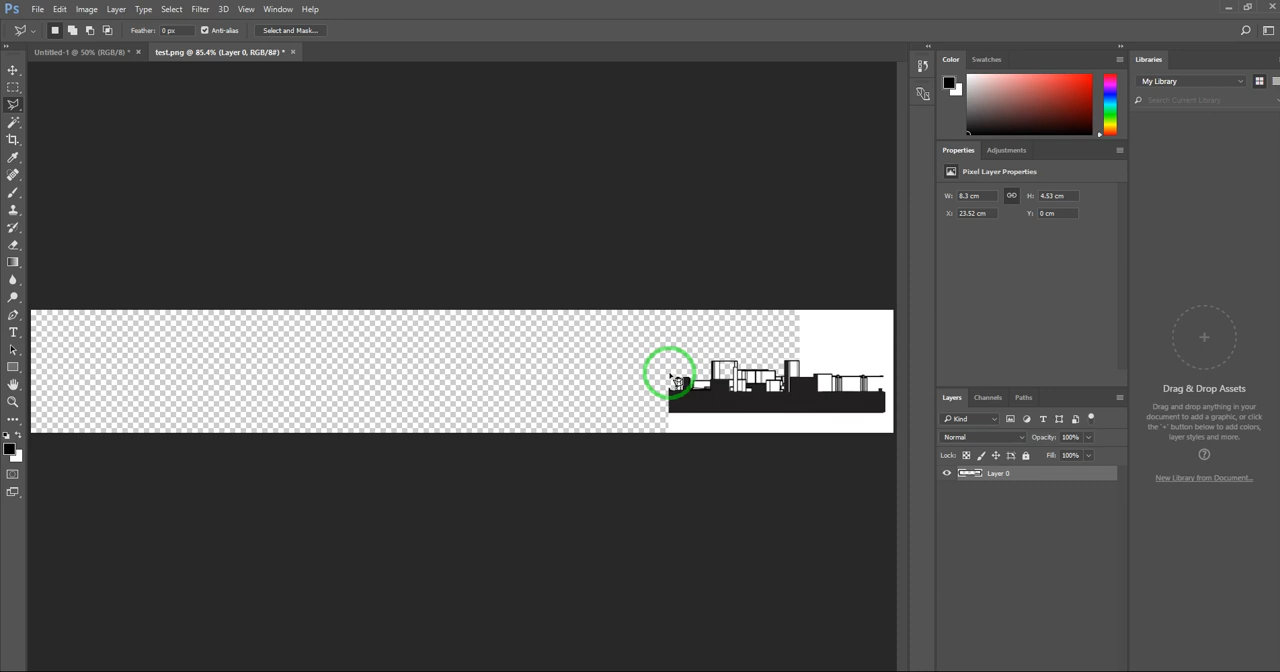 Ps File Edit Image Layer Type Select Filter 3D View Window Help
Feather: 0 px Anti-alias Select and Mask...
Untitled-1 @ 50% (RGB/8) * × test.png @ 85.4% (Layer 0, RGB/8#) * ×
Color Swatches
Libraries
My Library
Search Current Library
Properties Adjustments
Pixel Layer Properties
W: 8.3 cm H: 4.53 cm
X: 23.52 cm Y: 0 cm
Drag & Drop Assets
Drag and drop anything in your
document to add a graphic, or click
the '+' button below to add colors,
layer styles and more.
New Library from Document...
Layers Channels Paths
Kind
Normal Opacity: 100%
Lock: Fill: 100%
Layer 0